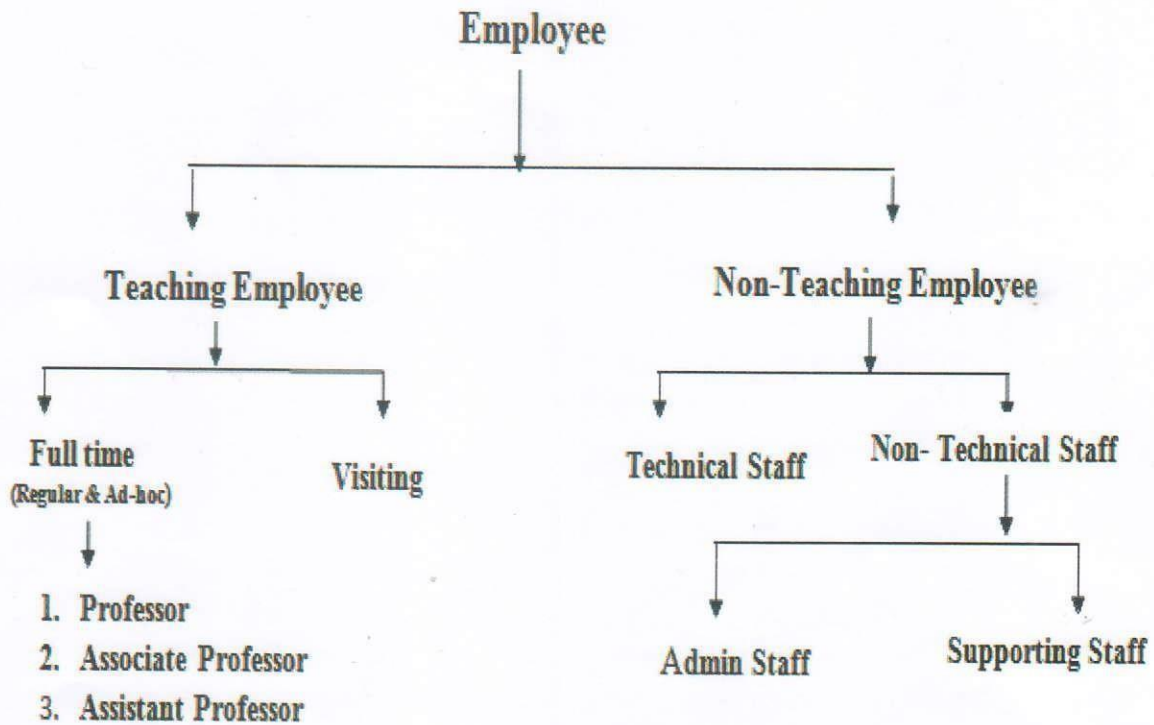 Employee
Teaching Employee
Non-Teaching Employee
Full time
(Regular & Ad-hoc)
Visiting
Technical Staff
Non- Technical Staff
1. Professor
2. Associate Professor
3. Assistant Professor
Admin Staff
Supporting Staff